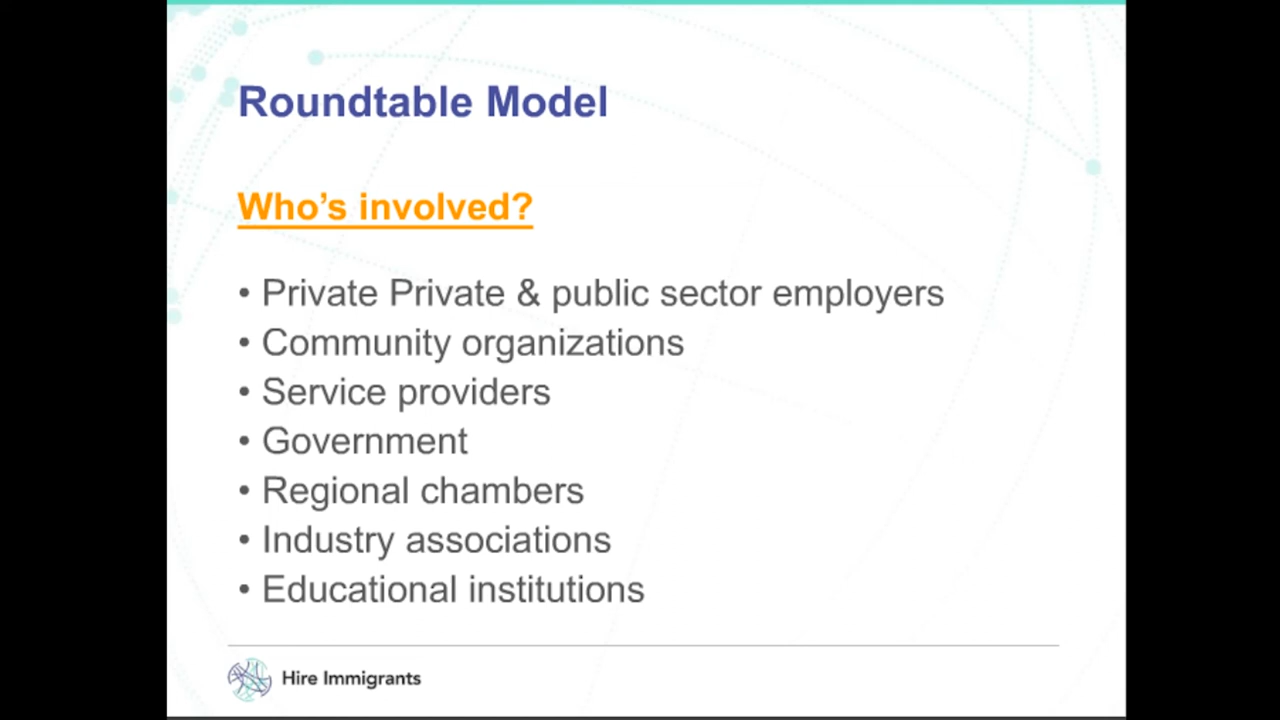 Roundtable Model
Who's involved?
• Private Private & public sector employers
• Community organizations
• Service providers
• Government
• Regional chambers
• Industry associations
• Educational institutions
Hire Immigrants